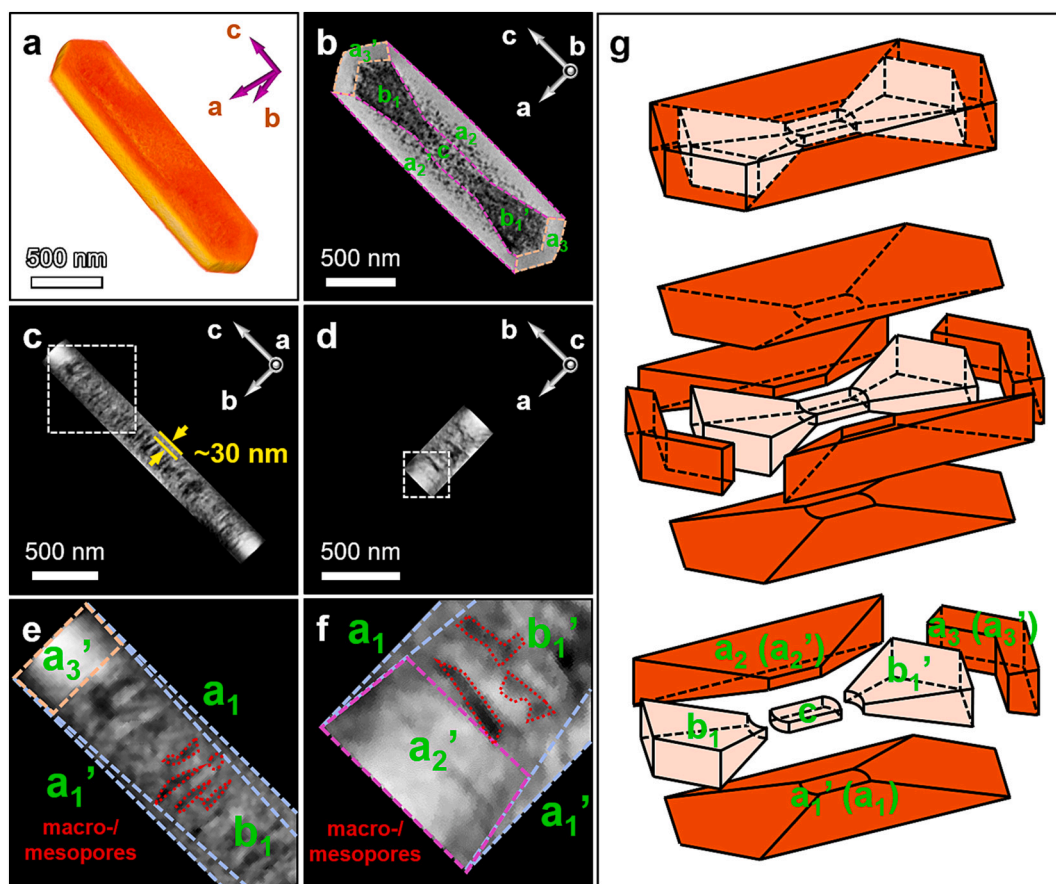 a
c
a
b
500 nm
b
a3'
b1
a2
c
a2'
b1'
a3
c
b
a
500 nm
c
c
a
b
~30 nm
500 nm
d
b
c
a
500 nm
e
a3'
a1
a1'
b1
macro-/
mesopores
f
a1
b1'
a2'
a1'
macro-/
mesopores
g
a2 (a2')
a3 (a3')
b1'
b1
c
a1' (a1)